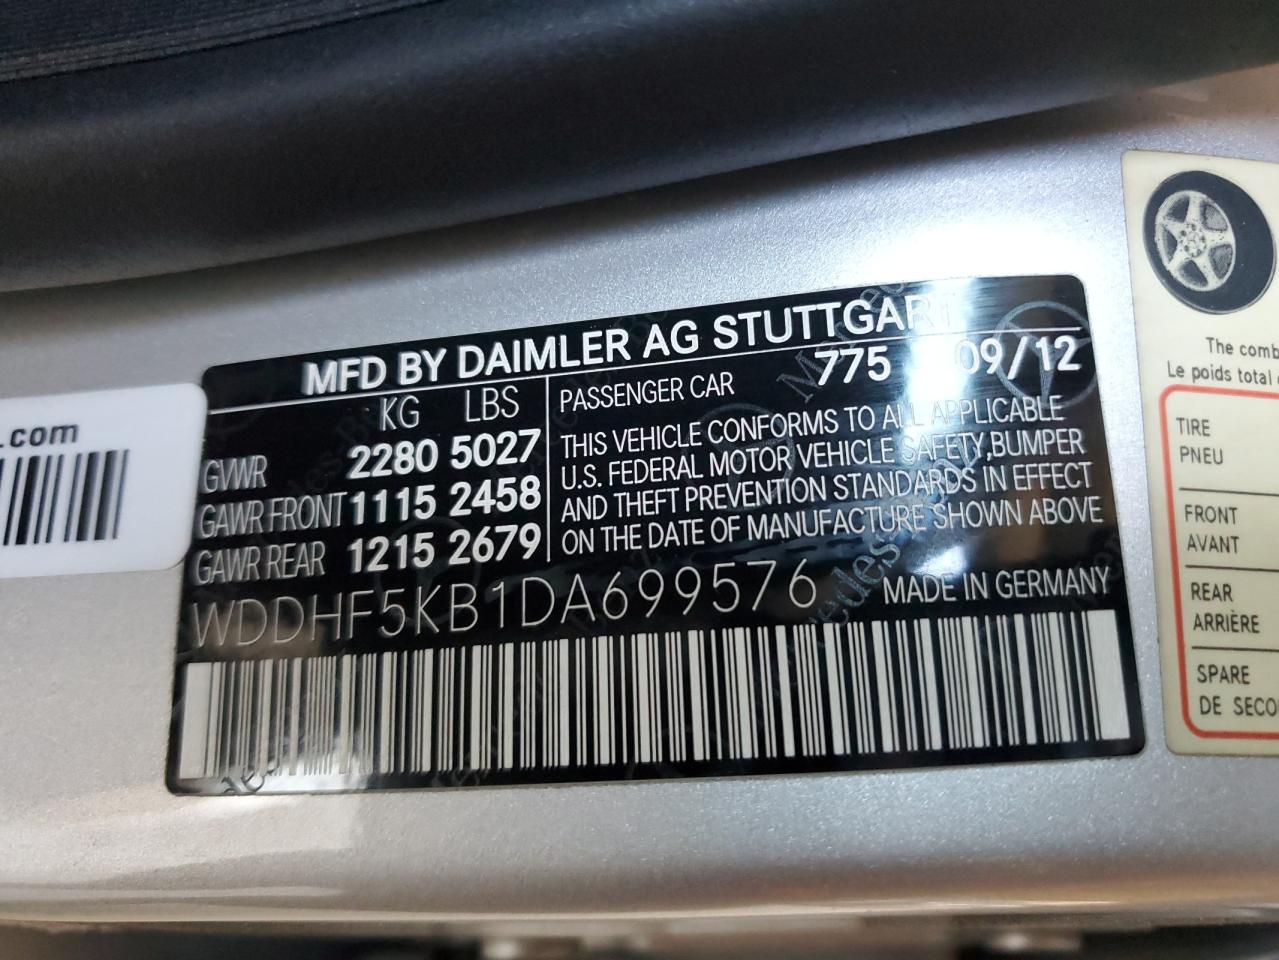 MFD BY DAIMLER AG STUTTGART
KG LBS
GVWR 2280 5027
GAWR FRONT 1115 2458
GAWR REAR 1215 2679
PASSENGER CAR 775 09/12
THIS VEHICLE CONFORMS TO ALL APPLICABLE
U.S. FEDERAL MOTOR VEHICLE SAFETY,BUMPER
AND THEFT PREVENTION STANDARDS IN EFFECT
ON THE DATE OF MANUFACTURE SHOWN ABOVE
WDDHF5KB1DA699576 MADE IN GERMANY
.com
The comb
Le poids total
TIRE
PNEU
FRONT
AVANT
REAR
ARRIÈRE
SPARE
DE SECO